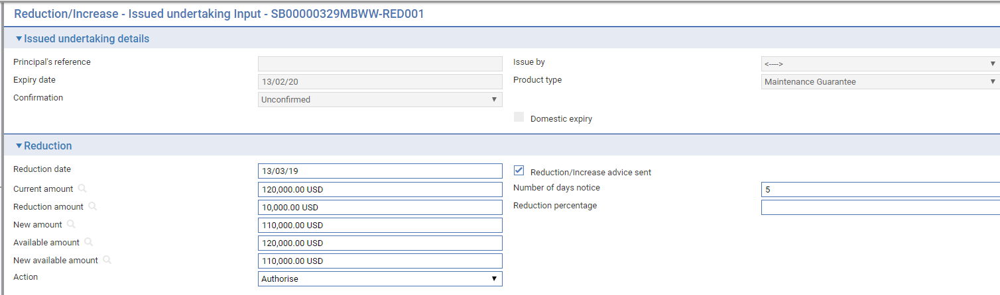 Reduction/Increase - Issued undertaking Input - SB00000329MBWW-RED001
Issued undertaking details
Principal's reference
Issue by <---->
Expiry date 13/02/20
Product type Maintenance Guarantee
Confirmation Unconfirmed
Domestic expiry
Reduction
Reduction date 13/03/19
Reduction/Increase advice sent
Current amount 120,000.00 USD
Number of days notice 5
Reduction amount 10,000.00 USD
Reduction percentage
New amount 110,000.00 USD
Available amount 120,000.00 USD
New available amount 110,000.00 USD
Action Authorise